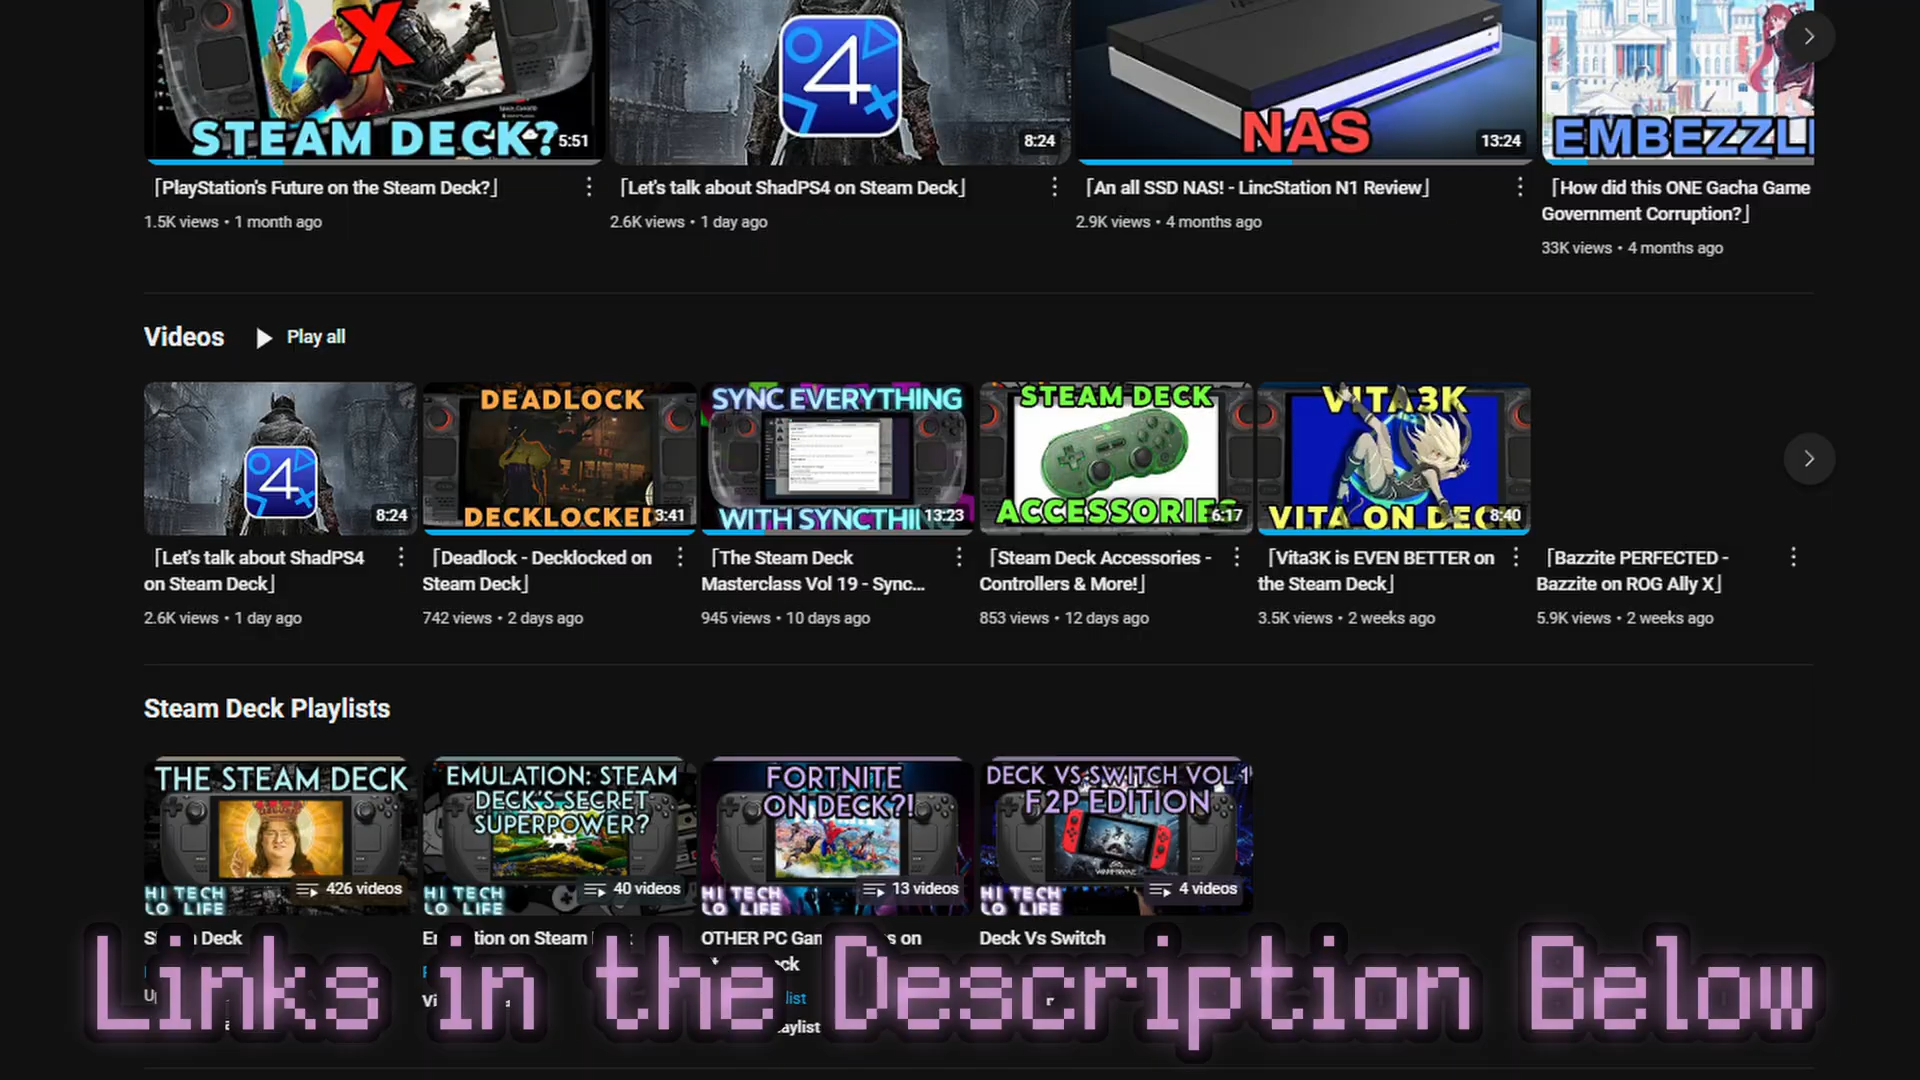 X
STEAM DECK?
5:51
8:24
NAS
13:24
EMBEZZL
「PlayStation's Future on the Steam Deck?」
1.5K views • 1 month ago
「Let's talk about ShadPS4 on Steam Deck」
2.6K views • 1 day ago
「An all SSD NAS! - LincStation N1 Review」
2.9K views • 4 months ago
「How did this ONE Gacha Game
Government Corruption?」
33K views • 4 months ago
Videos
Play all
8:24
DEADLOCK
DECKLOCKED
3:41
SYNC EVERYTHING
WITH SYNCTHI
13:23
STEAM DECK
ACCESSORIES
6:17
VITA3K
VITA ON DECK
8:40
「Let's talk about ShadPS4
on Steam Deck」
2.6K views • 1 day ago
「Deadlock - Decklocked on
Steam Deck」
742 views • 2 days ago
「The Steam Deck
Masterclass Vol 19 - Sync...
945 views • 10 days ago
「Steam Deck Accessories -
Controllers & More!」
853 views • 12 days ago
「Vita3K is EVEN BETTER on
the Steam Deck」
3.5K views • 2 weeks ago
「Bazzite PERFECTED -
Bazzite on ROG Ally X」
5.9K views • 2 weeks ago
Steam Deck Playlists
THE STEAM DECK
HI TECH
LO LIFE
426 videos
EMULATION: STEAM
DECK'S SECRET
SUPERPOWER?
HI TECH
LO LIFE
40 videos
FORTNITE
ON DECK?!
HI TECH
LO LIFE
13 videos
DECK VS SWITCH VOL 1
F2P EDITION
HI TECH
LO LIFE
4 videos
Deck
on Steam
OTHER PC
on
Deck Vs Switch
Links in the Description Below